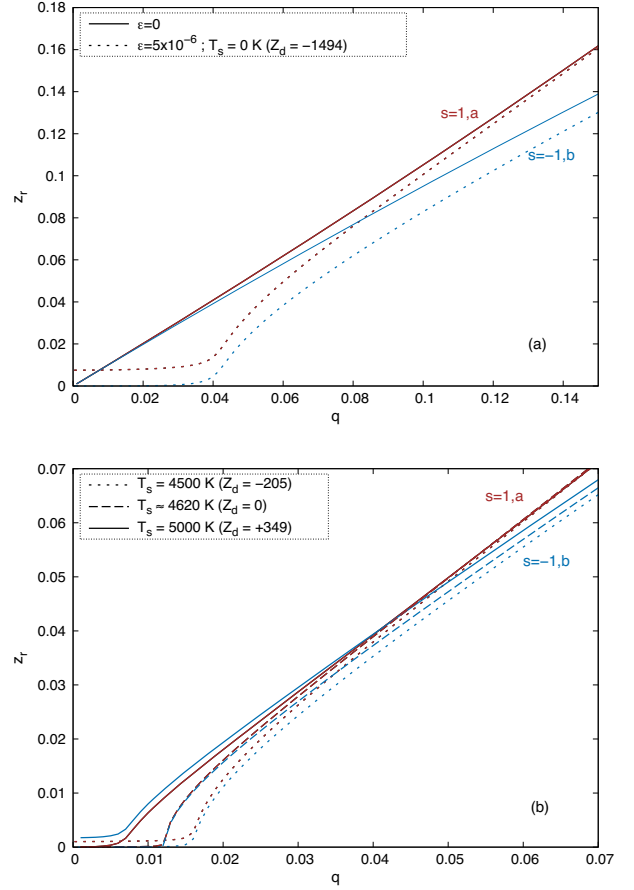 ε=0
ε=5x10⁻⁶ ; Tₛ = 0 K (Z_d = −1494)
0.18
0.16
0.14
0.12
0.1
0.08
0.06
0.04
0.02
0
z_r
s=1,a
s=−1,b
(a)
0 0.02 0.04 0.06 0.08 0.1 0.12 0.14
q
Tₛ = 4500 K (Z_d = −205)
Tₛ ≈ 4620 K (Z_d = 0)
Tₛ = 5000 K (Z_d = +349)
0.07
0.06
0.05
0.04
0.03
0.02
0.01
0
z_r
s=1,a
s=−1,b
(b)
0 0.01 0.02 0.03 0.04 0.05 0.06 0.07
q